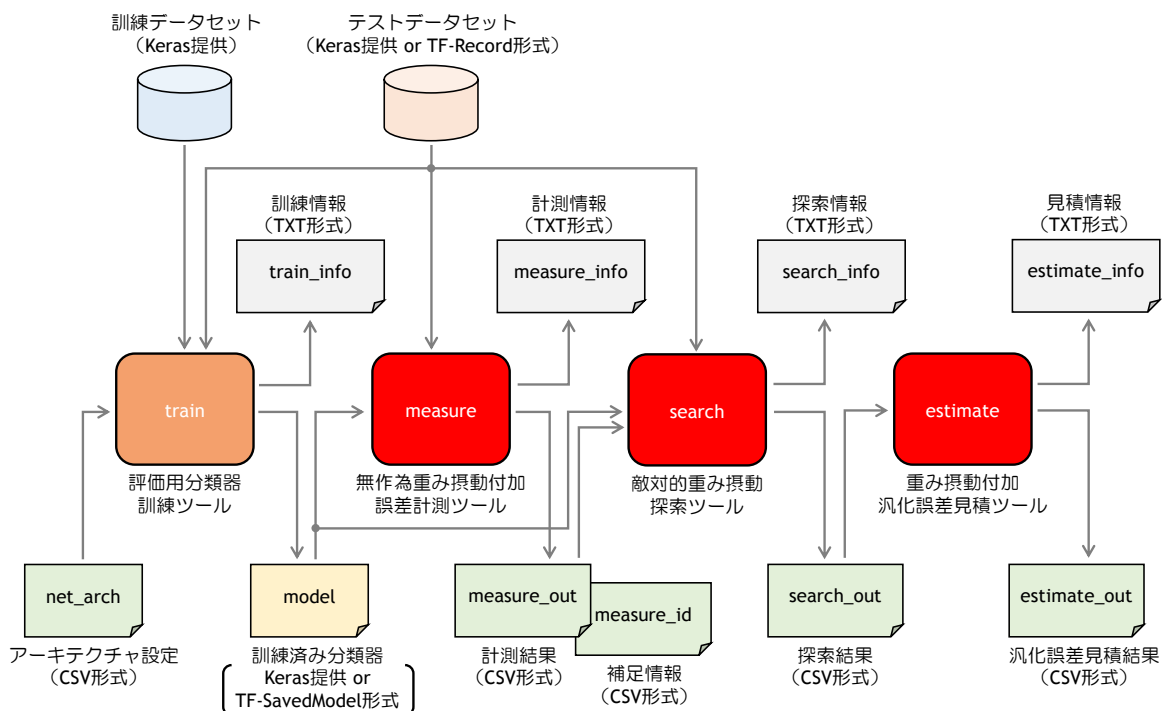 訓練データセット
（Keras提供）
テストデータセット
（Keras提供 or TF-Record形式）
訓練情報
（TXT形式）
train_info
計測情報
（TXT形式）
measure_info
探索情報
（TXT形式）
search_info
見積情報
（TXT形式）
estimate_info
train
評価用分類器
訓練ツール
measure
無作為重み摂動付加
誤差計測ツール
search
敵対的重み摂動
探索ツール
estimate
重み摂動付加
汎化誤差見積ツール
net_arch
アーキテクチャ設定
（CSV形式）
model
訓練済み分類器
Keras提供 or
TF-SavedModel形式
measure_out
計測結果
（CSV形式）
measure_id
補足情報
（CSV形式）
search_out
探索結果
（CSV形式）
estimate_out
汎化誤差見積結果
（CSV形式）